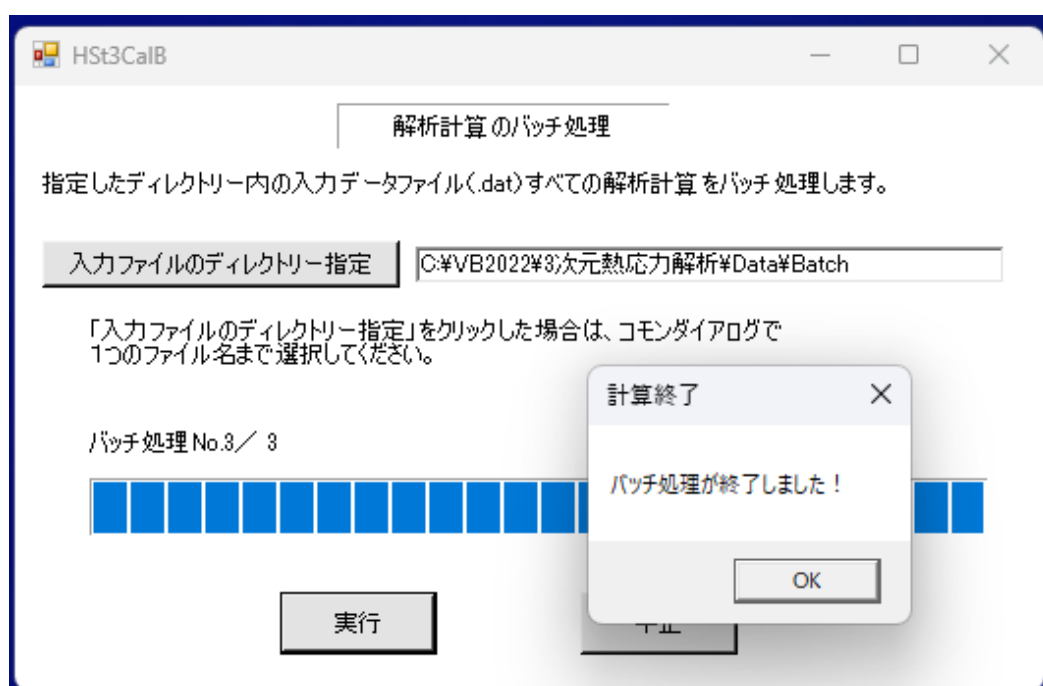 HSt3CalB
解析計算のバッチ処理
指定したディレクトリー内の入力データファイル(.dat)すべての解析計算をバッチ処理します。
入力ファイルのディレクトリー指定
C:¥VB2022¥3次元熱応力解析¥Data¥Batch
「入力ファイルのディレクトリー指定」をクリックした場合は、コモンダイアログで
1つのファイル名まで選択してください。
計算終了
バッチ処理No.3／ 3
バッチ処理が終了しました！
OK
実行